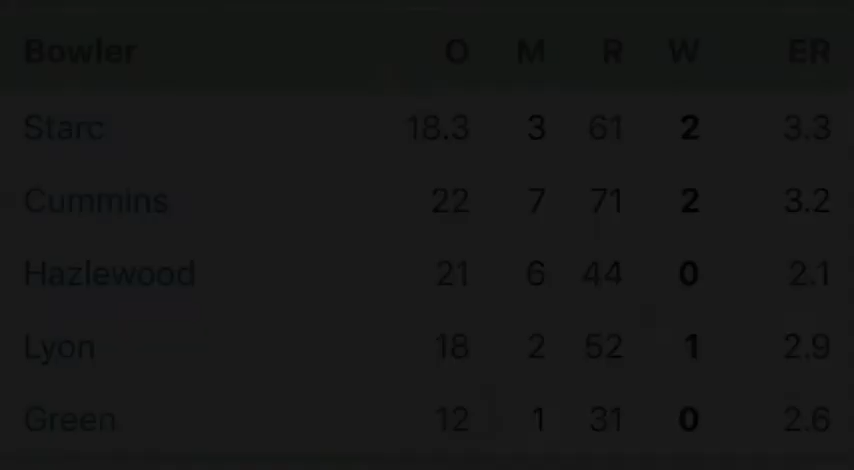 Bowler O M R W ER
Starc 18.3 3 61 2 3.3
Cummins 22 7 71 2 3.2
Hazlewood 21 6 44 0 2.1
Lyon 18 2 52 1 2.9
Green 12 1 31 0 2.6